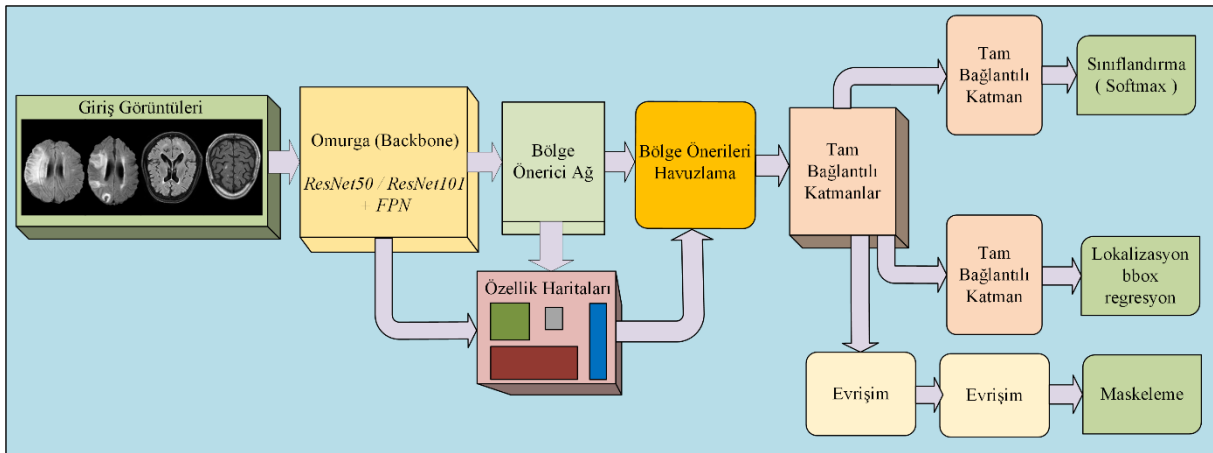 Giriş Görüntüleri
Omurga (Backbone)
ResNet50 / ResNet101
+ FPN
Bölge
Önerici Ağ
Özellik Haritaları
Bölge Önerileri
Havuzlama
Tam
Bağlantılı
Katmanlar
Tam
Bağlantılı
Katman
Sınıflandırma
( Softmax )
Tam
Bağlantılı
Katman
Lokalizasyon
bbox
regresyon
Evrişim
Evrişim
Maskeleme